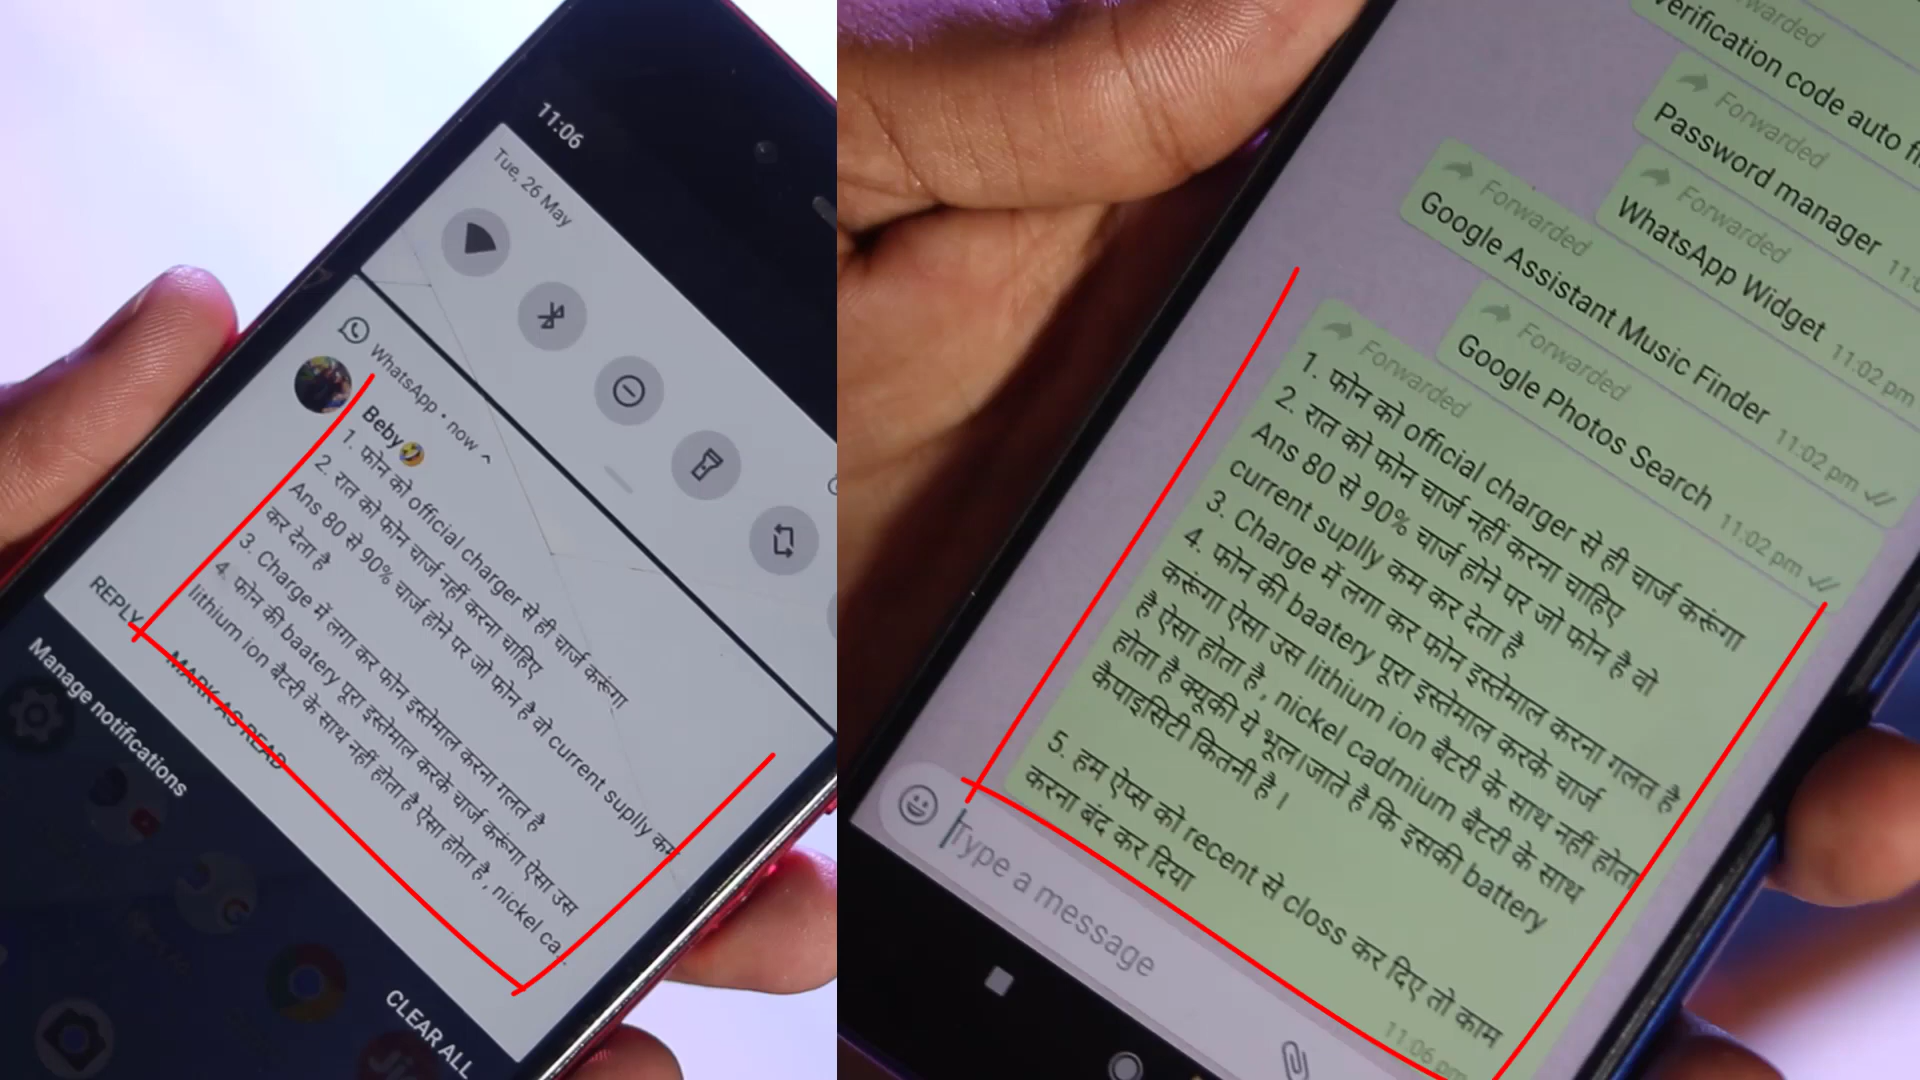 11:06
Tue, 26 May
WhatsApp • now
Beby🤣
1. फोन को official charger से ही चार्ज करूंगा
2. रात को फोन चार्ज नहीं करना चाहिए
Ans 80 से 90% चार्ज होने पर जो फोन है वो current suplly कम
कर देता है
3. Charge में लगा कर फोन इस्तेमाल करना गलत है
4. फोन की baatery पूरा इस्तेमाल करके चार्ज करूंगा ऐसा उस
lithium ion बैटरी के साथ नहीं होता है ऐसा होता है , nickel ca...
REPLY
MARK AS READ
Manage notifications
CLEAR ALL
Forwarded
verification code auto
Forwarded
Password manager
Forwarded
WhatsApp Widget
Forwarded
Google Assistant Music Finder 11:02 pm
Forwarded
Google Photos Search 11:02 pm
Forwarded
1. फोन को official charger से ही चार्ज करूंगा
2. रात को फोन चार्ज नहीं करना चाहिए
Ans 80 से 90% चार्ज होने पर जो फोन है वो
current suplly कम कर देता है
3. Charge में लगा कर फोन इस्तेमाल करना गलत है
4. फोन की baatery पूरा इस्तेमाल करके चार्ज
करूंगा ऐसा उस lithium ion बैटरी के साथ नहीं होता
है ऐसा होता है , nickel cadmium बैटरी के साथ
होता है क्यूकी ये भूल।जाते है कि इसकी battery
कैपाइसिटी कितनी है ।
5. हम ऐप्स को recent से closs कर दिए तो काम
करना बंद कर दिया
11:06 pm
Type a message